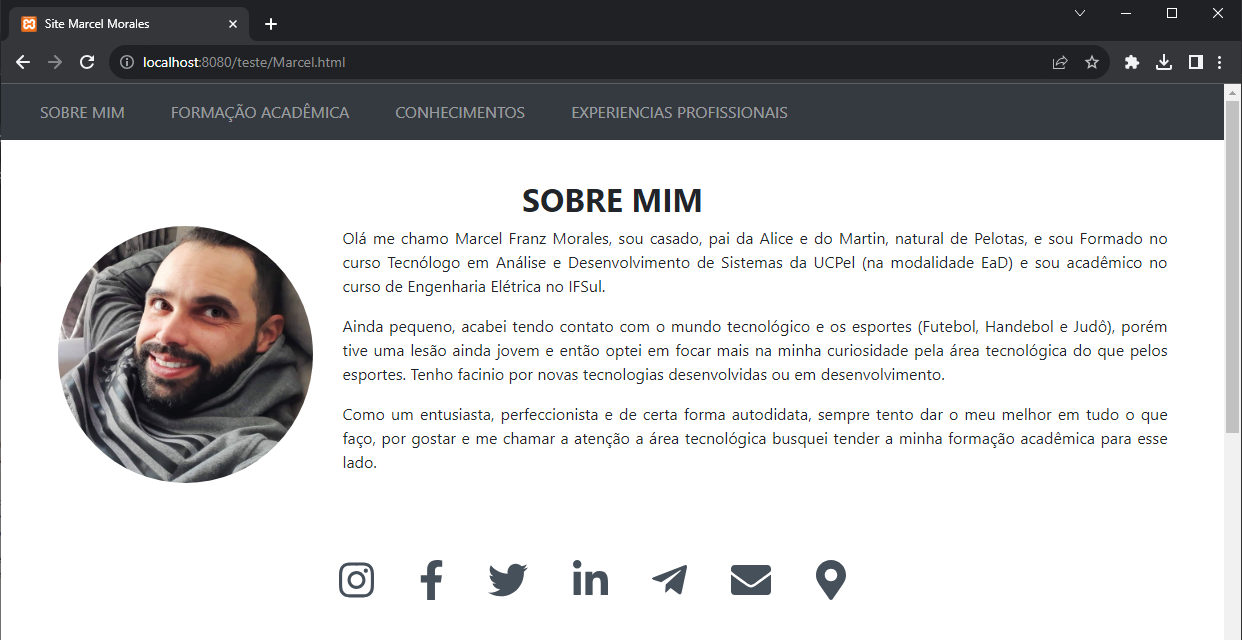 Site Marcel Morales
localhost:8080/teste/Marcel.html
SOBRE MIM FORMAÇÃO ACADÊMICA CONHECIMENTOS EXPERIENCIAS PROFISSIONAIS
SOBRE MIM
Olá me chamo Marcel Franz Morales, sou casado, pai da Alice e do Martin, natural de Pelotas, e sou Formado no
curso Tecnólogo em Análise e Desenvolvimento de Sistemas da UCPel (na modalidade EaD) e sou acadêmico no
curso de Engenharia Elétrica no IFSul.
Ainda pequeno, acabei tendo contato com o mundo tecnológico e os esportes (Futebol, Handebol e Judô), porém
tive uma lesão ainda jovem e então optei em focar mais na minha curiosidade pela área tecnológica do que pelos
esportes. Tenho facinio por novas tecnologias desenvolvidas ou em desenvolvimento.
Como um entusiasta, perfeccionista e de certa forma autodidata, sempre tento dar o meu melhor em tudo o que
faço, por gostar e me chamar a atenção a área tecnológica busquei tender a minha formação acadêmica para esse
lado.